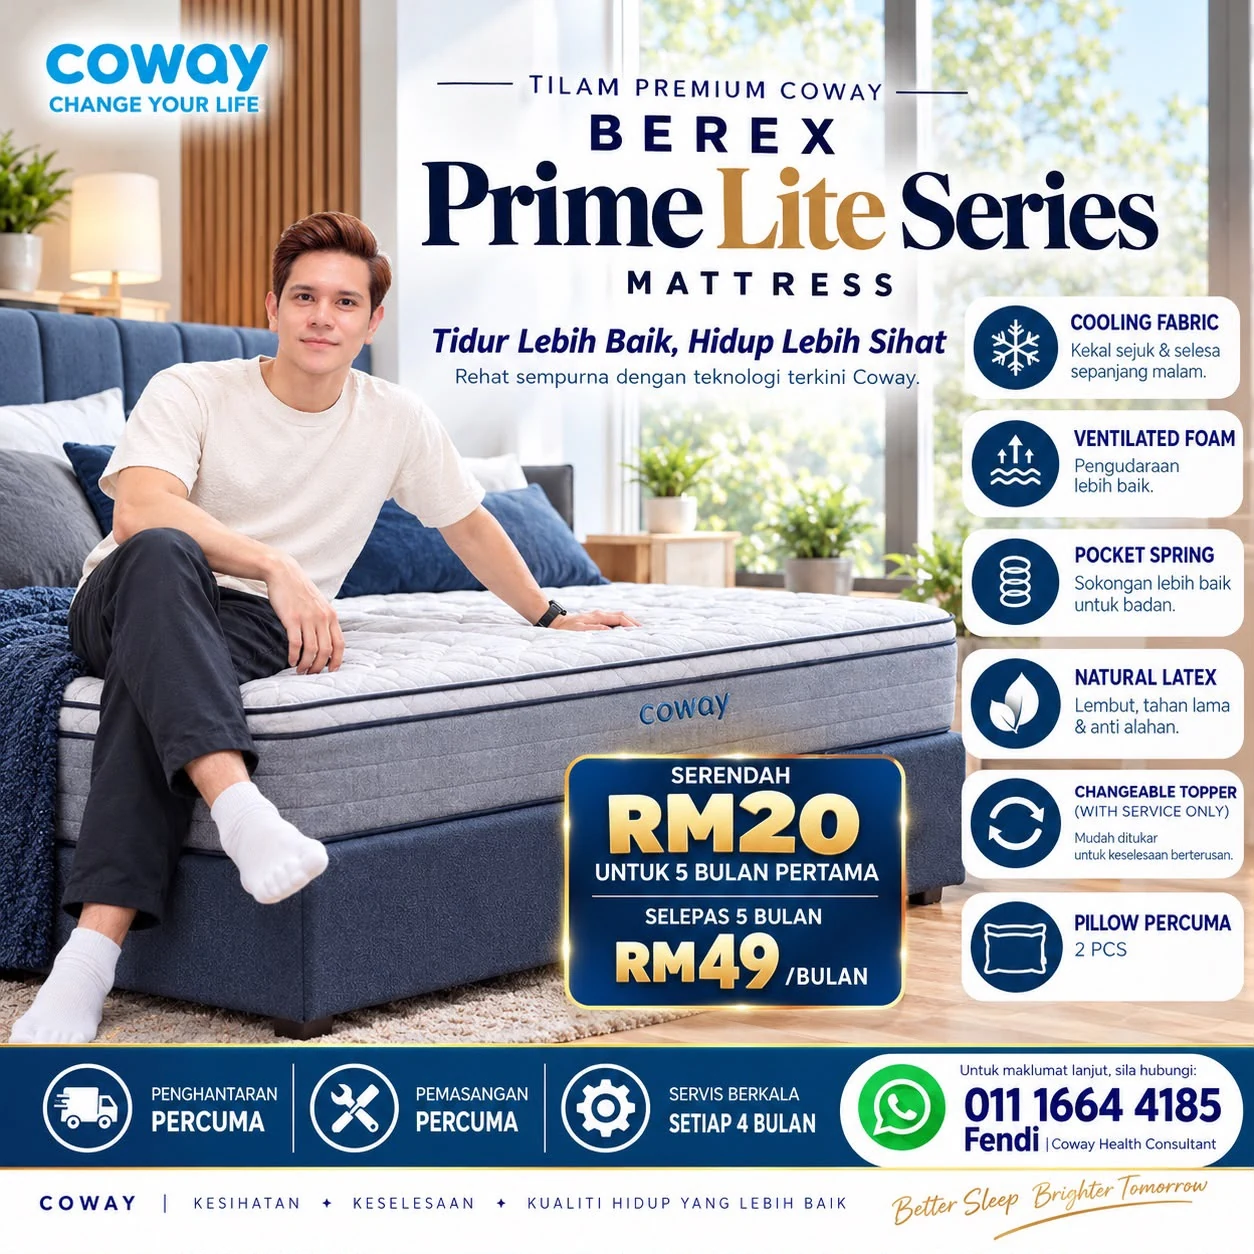 coway
CHANGE YOUR LIFE
TILAM PREMIUM COWAY
BEREX
Prime Lite Series
MATTRESS
Tidur Lebih Baik, Hidup Lebih Sihat
Rehat sempurna dengan teknologi terkini Coway.
COOLING FABRIC
Kekal sejuk & selesa
sepanjang malam.
VENTILATED FOAM
Pengudaraan
lebih baik.
POCKET SPRING
Sokongan lebih baik
untuk badan.
NATURAL LATEX
Lembut, tahan lama
& anti alahan.
CHANGEABLE TOPPER
(WITH SERVICE ONLY)
Mudah ditukar
untuk keselesaan berterusan.
PILLOW PERCUMA
2 PCS
coway
SERENDAH
RM20
UNTUK 5 BULAN PERTAMA
SELEPAS 5 BULAN
RM49 /BULAN
PENGHANTARAN
PERCUMA
PEMASANGAN
PERCUMA
SERVIS BERKALA
SETIAP 4 BULAN
Untuk maklumat lanjut, sila hubungi:
011 1664 4185
Fendi | Coway Health Consultant
COWAY | KESIHATAN ✦ KESELESAAN ✦ KUALITI HIDUP YANG LEBIH BAIK
Better Sleep Brighter Tomorrow